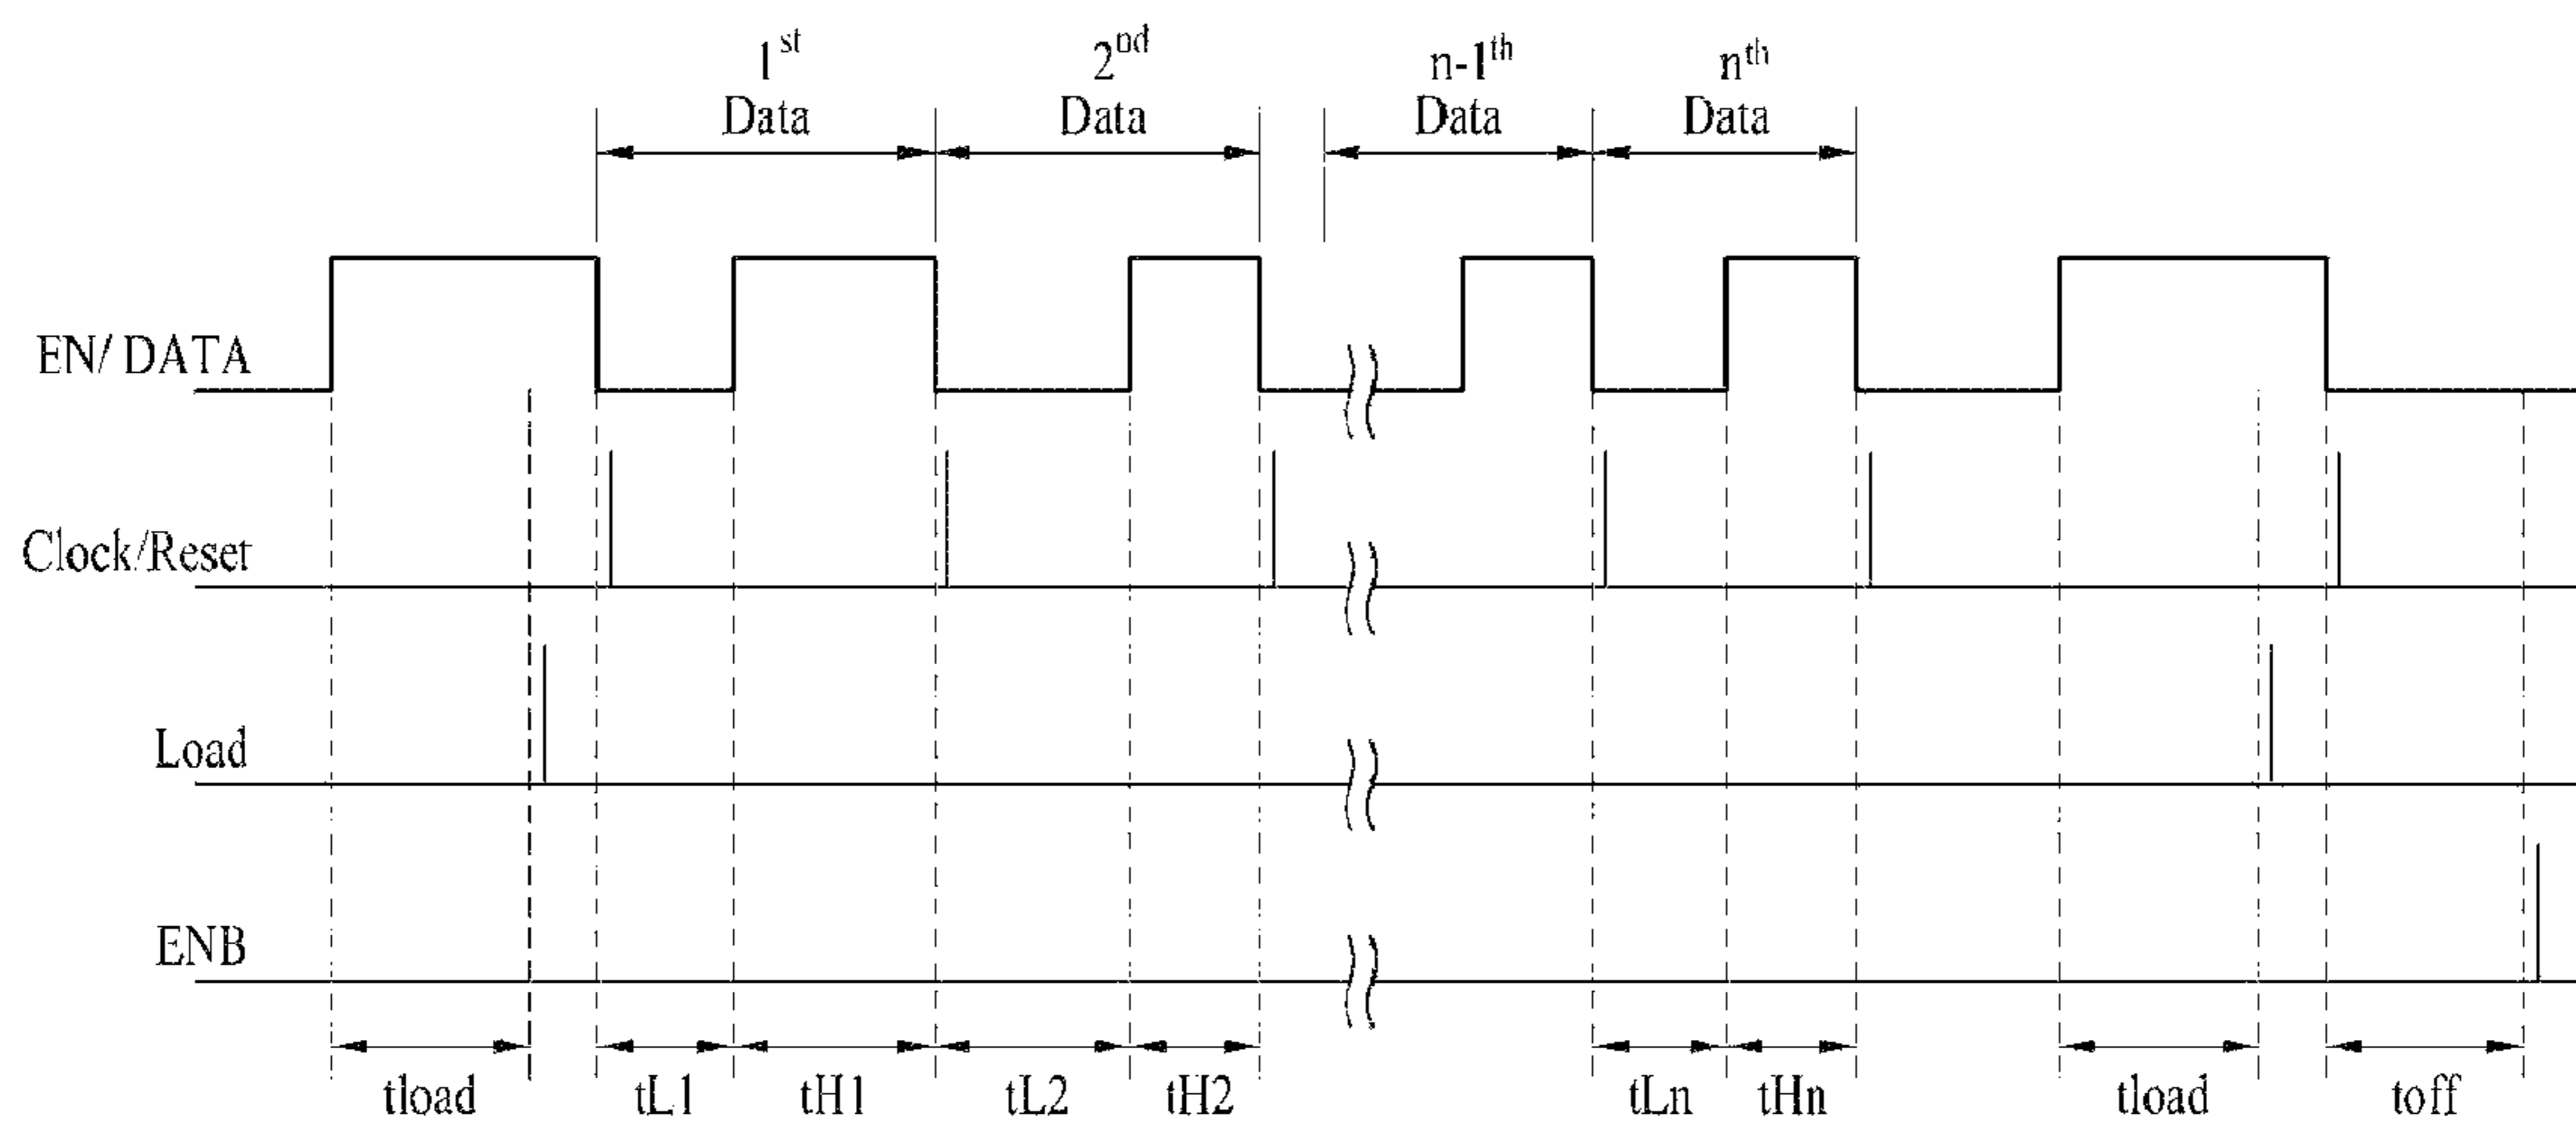 1st 2nd n-1th nth
Data Data Data Data
EN/ DATA
Clock/Reset
Load
ENB
tload tL1 tH1 tL2 tH2 tLn tHn tload toff